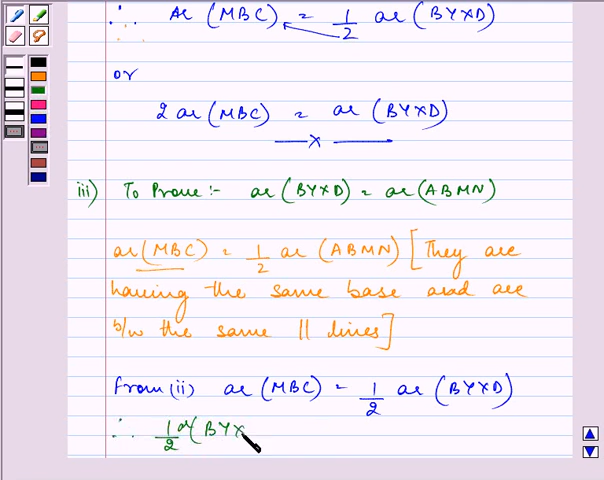 ∴ ar (MBC) = 1/2 ar (BYXD)
or
2 ar (MBC) = ar (BYXD)
—x—
iii) To Prove :- ar (BYXD) = ar (ABMN)
ar (MBC) = 1/2 ar (ABMN) [They are
having the same base and are
b/w the same || lines]
From (ii) ar (MBC) = 1/2 ar (BYXD)
∴ 1/2 ar (BYX